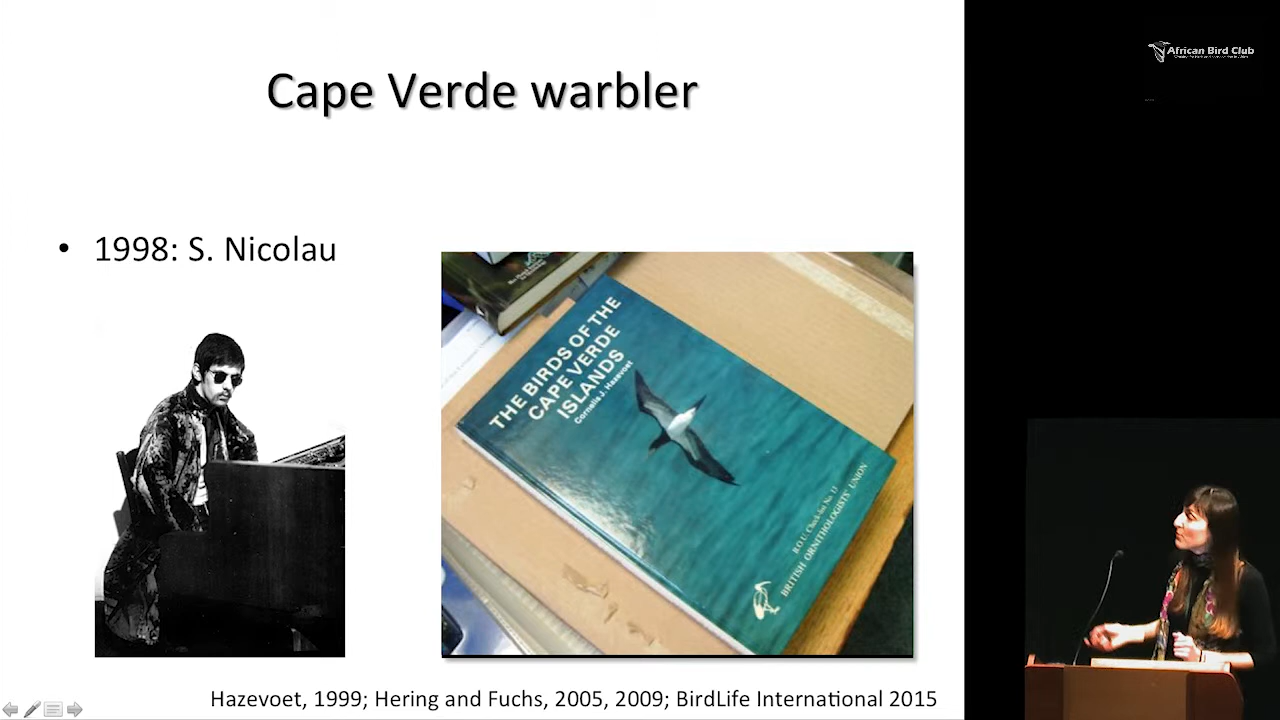 Cape Verde warbler
• 1998: S. Nicolau
THE BIRDS OF THE
CAPE VERDE
ISLANDS
Cornelis J. Hazevoet
B.O.U. Check-list No. 13
BRITISH ORNITHOLOGISTS' UNION
Hazevoet, 1999; Hering and Fuchs, 2005, 2009; BirdLife International 2015
African Bird Club